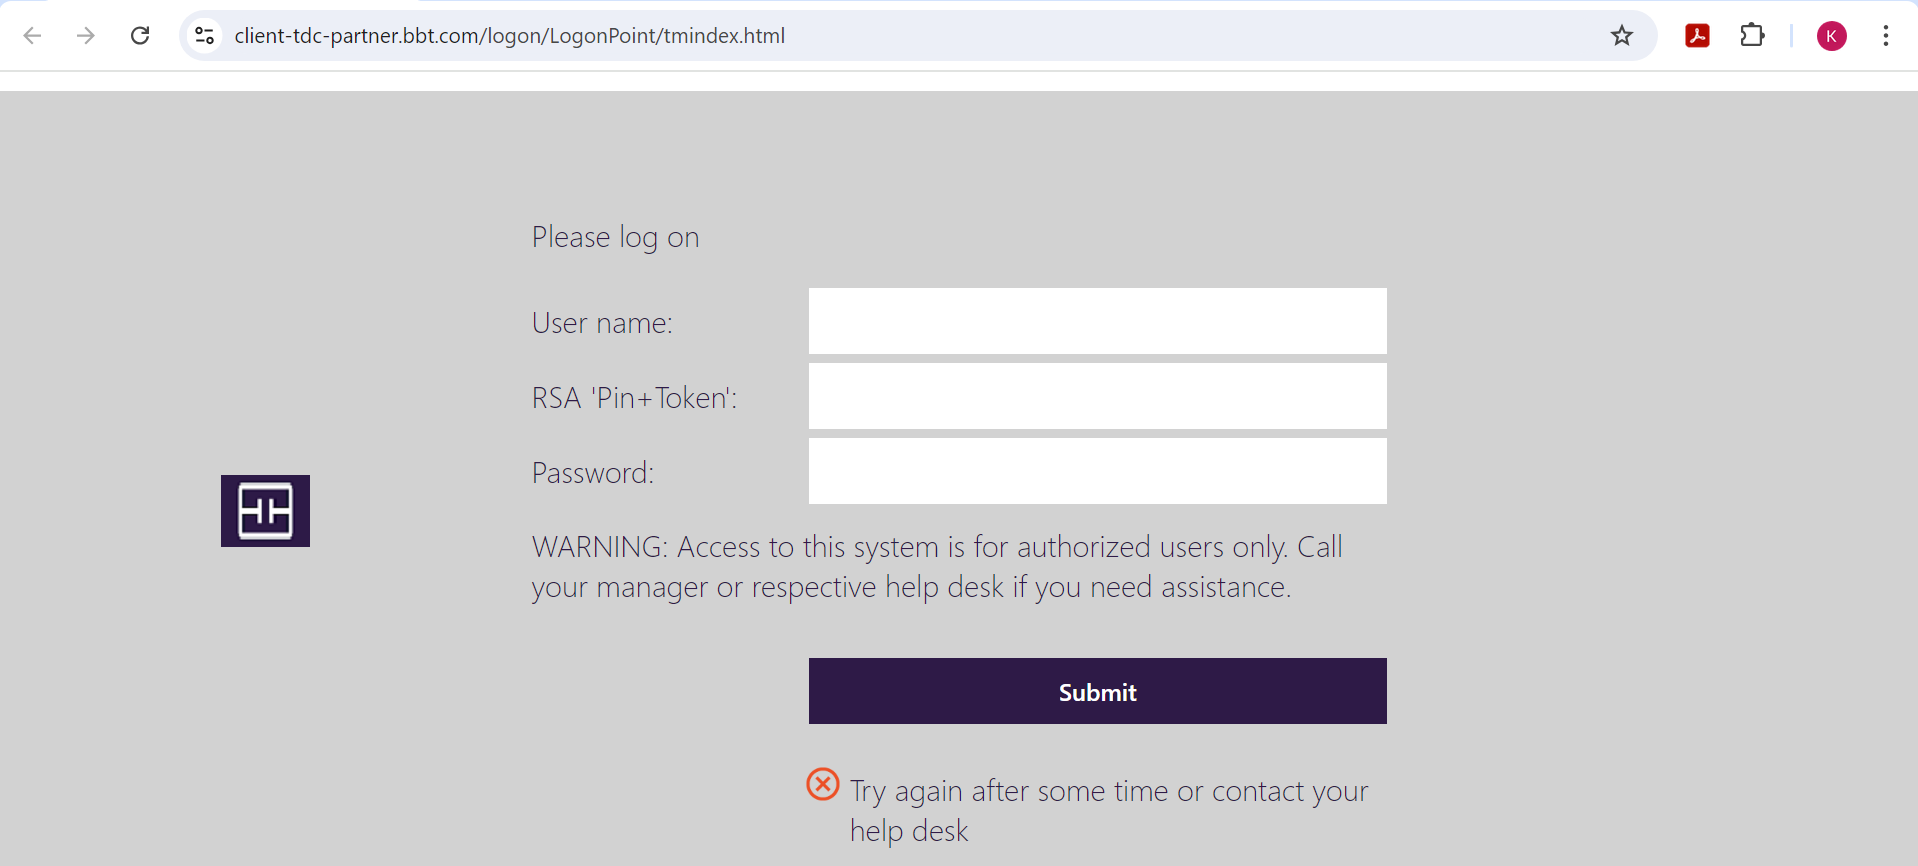 client-tdc-partner.bbt.com/logon/LogonPoint/tmindex.html
K
Please log on
User name:
RSA 'Pin+Token':
Password:
WARNING: Access to this system is for authorized users only. Call
your manager or respective help desk if you need assistance.
Submit
Try again after some time or contact your
help desk